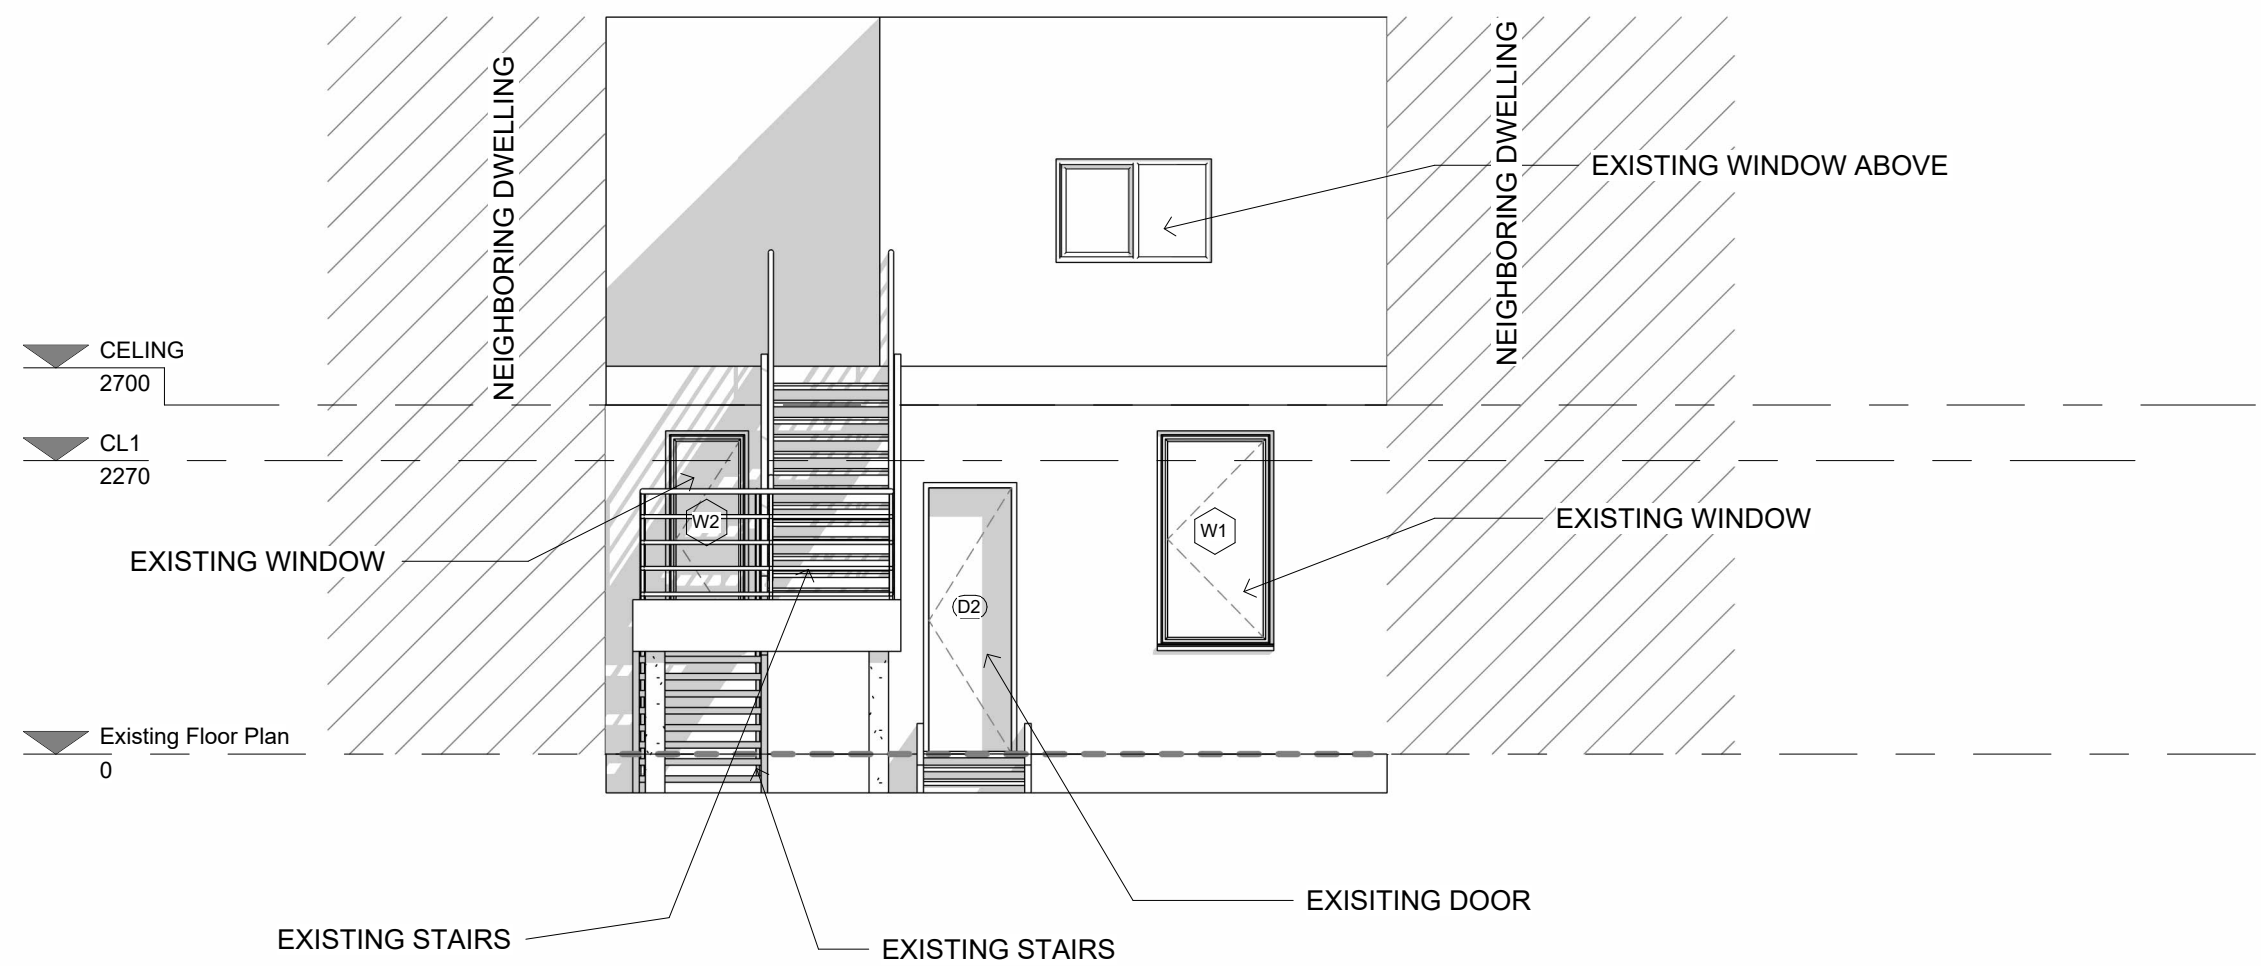 NEIGHBORING DWELLING
NEIGHBORING DWELLING
EXISTING WINDOW ABOVE
CELING
2700
CL1
2270
W2
W1
EXISTING WINDOW
EXISTING WINDOW
D2
Existing Floor Plan
0
EXISITING DOOR
EXISTING STAIRS
EXISTING STAIRS